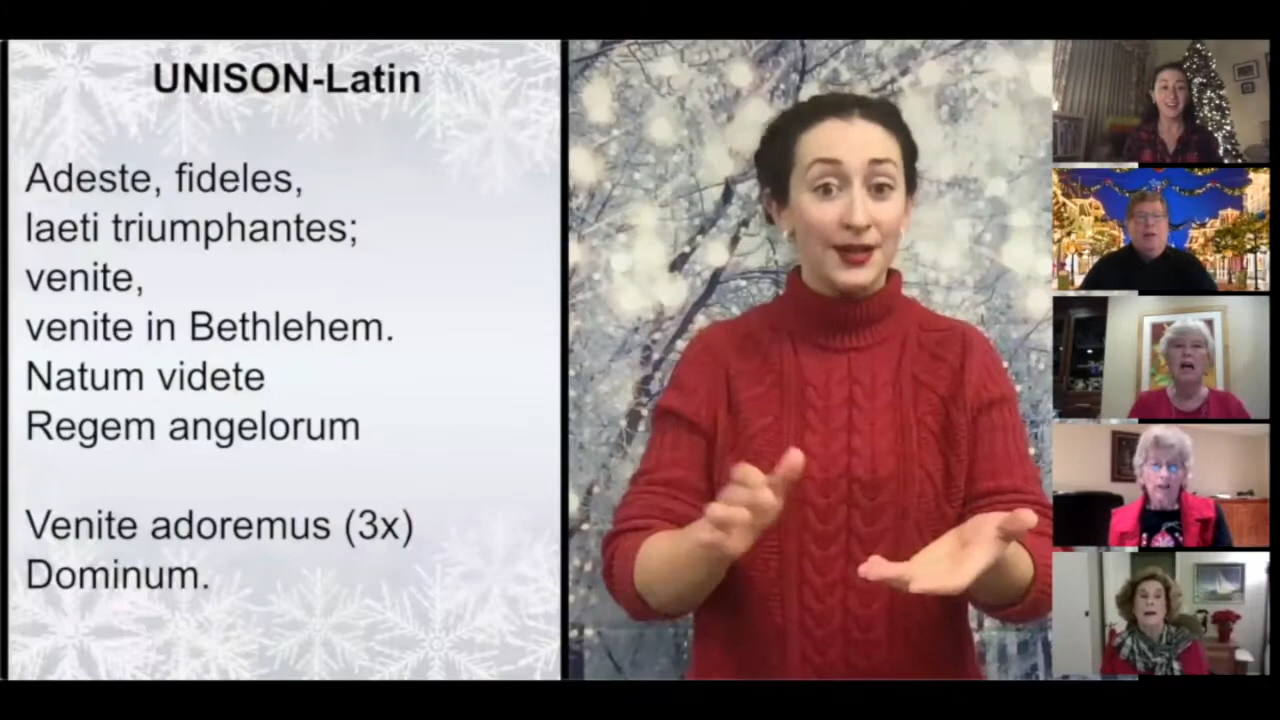 UNISON-Latin
Adeste, fideles,
laeti triumphantes;
venite,
venite in Bethlehem.
Natum videte
Regem angelorum
Venite adoremus (3x)
Dominum.